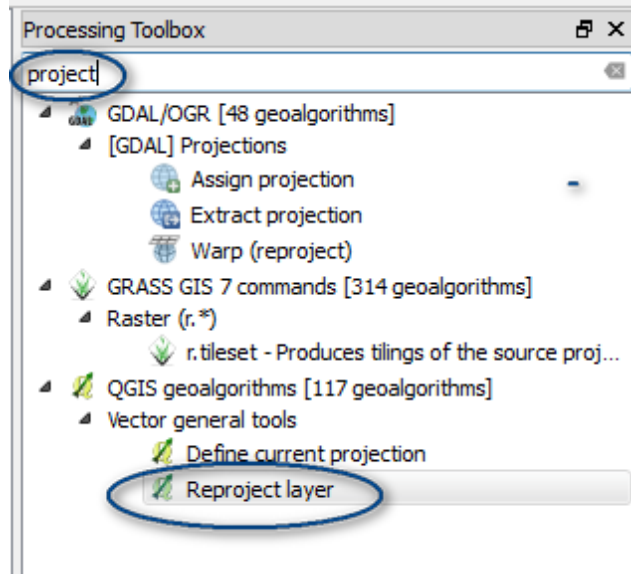 Processing Toolbox
project
GDAL/OGR [48 geoalgorithms]
[GDAL] Projections
Assign projection
Extract projection
Warp (reproject)
GRASS GIS 7 commands [314 geoalgorithms]
Raster (r.*)
r.tileset - Produces tilings of the source proj...
QGIS geoalgorithms [117 geoalgorithms]
Vector general tools
Define current projection
Reproject layer